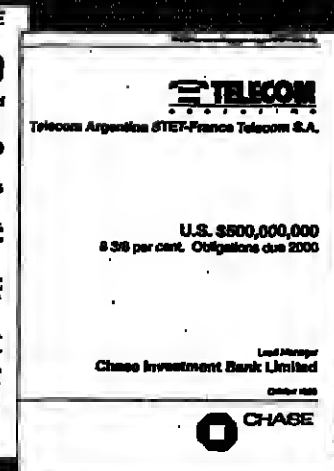 TELECOM
ARGENTINA
Telecom Argentina STET-France Telecom S.A.
U.S. $500,000,000
8 3/8 per cent. Obligations due 2000
Lead Manager
Chase Investment Bank Limited
CHASE